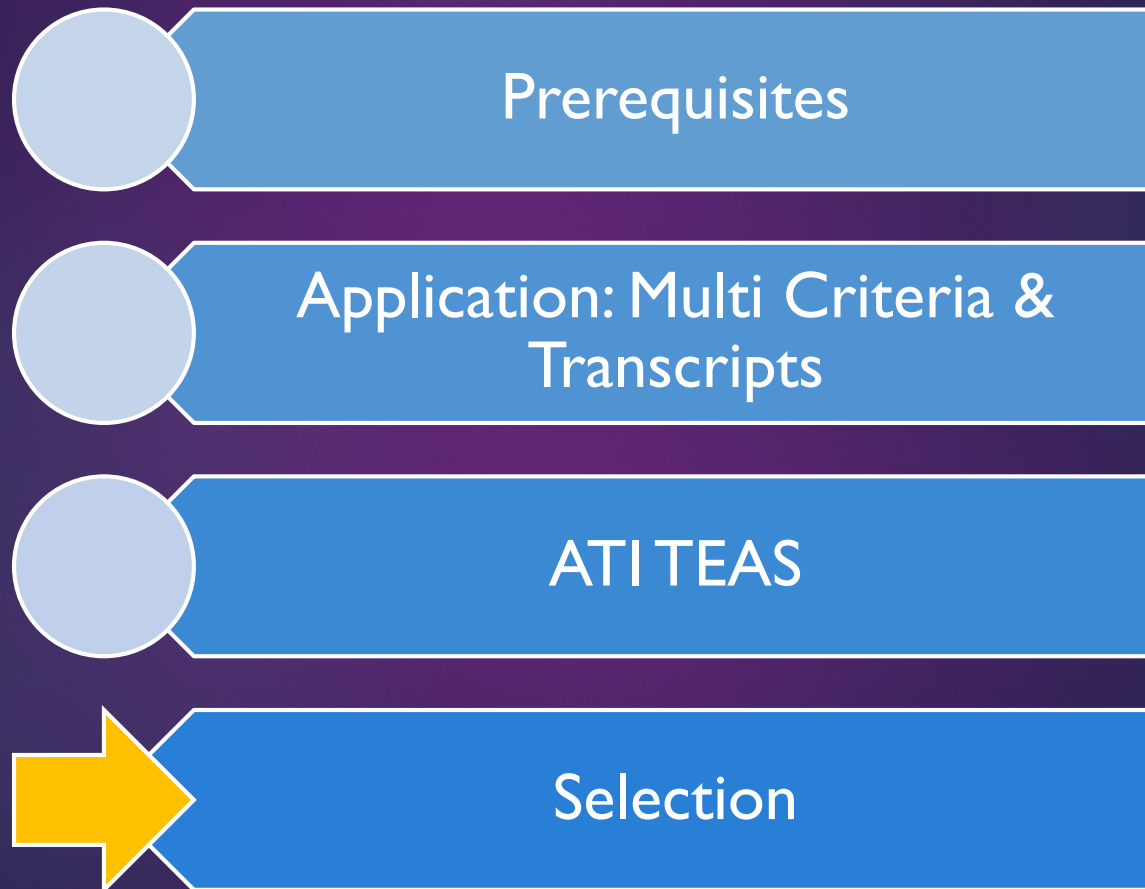 Prerequisites
Application: Multi Criteria &
Transcripts
ATI TEAS
Selection